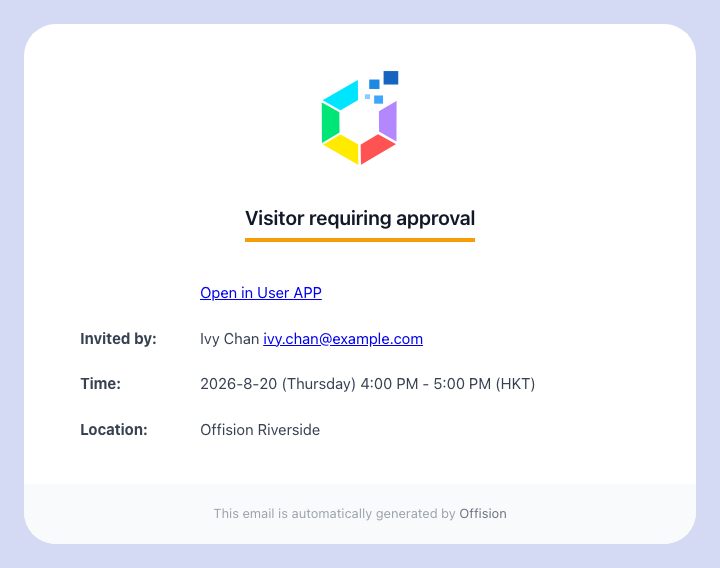 Visitor requiring approval
Open in User APP
Invited by: Ivy Chan ivy.chan@example.com
Time: 2026-8-20 (Thursday) 4:00 PM - 5:00 PM (HKT)
Location: Offision Riverside
This email is automatically generated by Offision